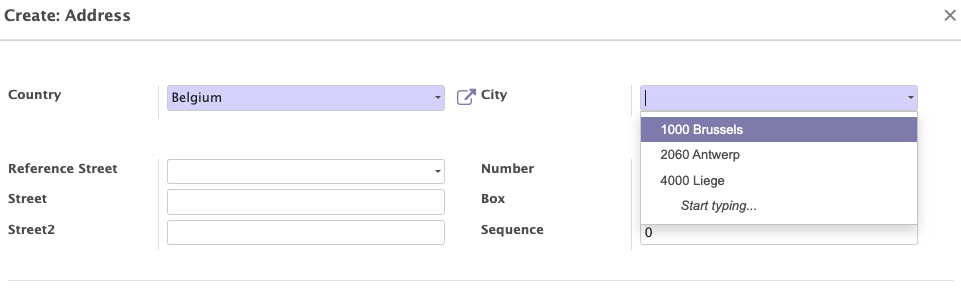 Create: Address
Country
Belgium
City
1000 Brussels
2060 Antwerp
4000 Liege
Start typing...
Reference Street
Number
Street
Box
Street2
Sequence
0